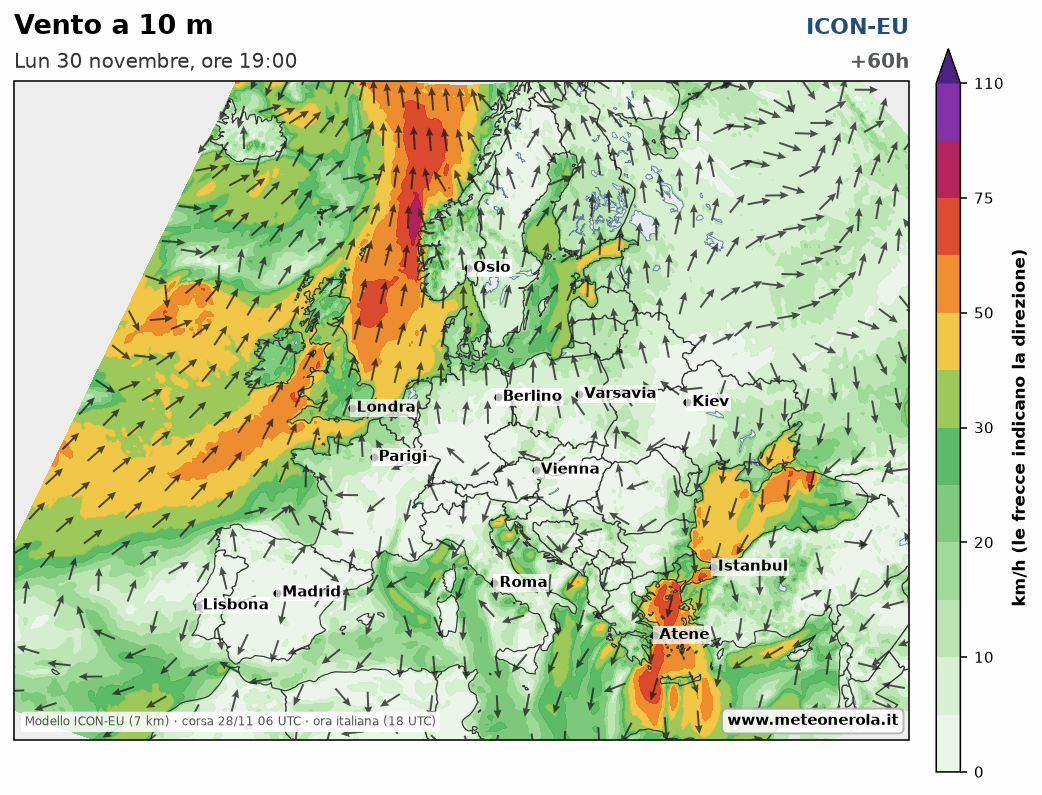 Vento a 10 m
ICON-EU
Lun 30 novembre, ore 19:00
+60h
110
75
50
30
20
10
0
km/h (le frecce indicano la direzione)
Oslo
Londra
Berlino
Varsavia
Kiev
Parigi
Vienna
Istanbul
Roma
Madrid
Lisbona
Atene
Modello ICON-EU (7 km) · corsa 28/11 06 UTC · ora italiana (18 UTC)
www.meteonerola.it